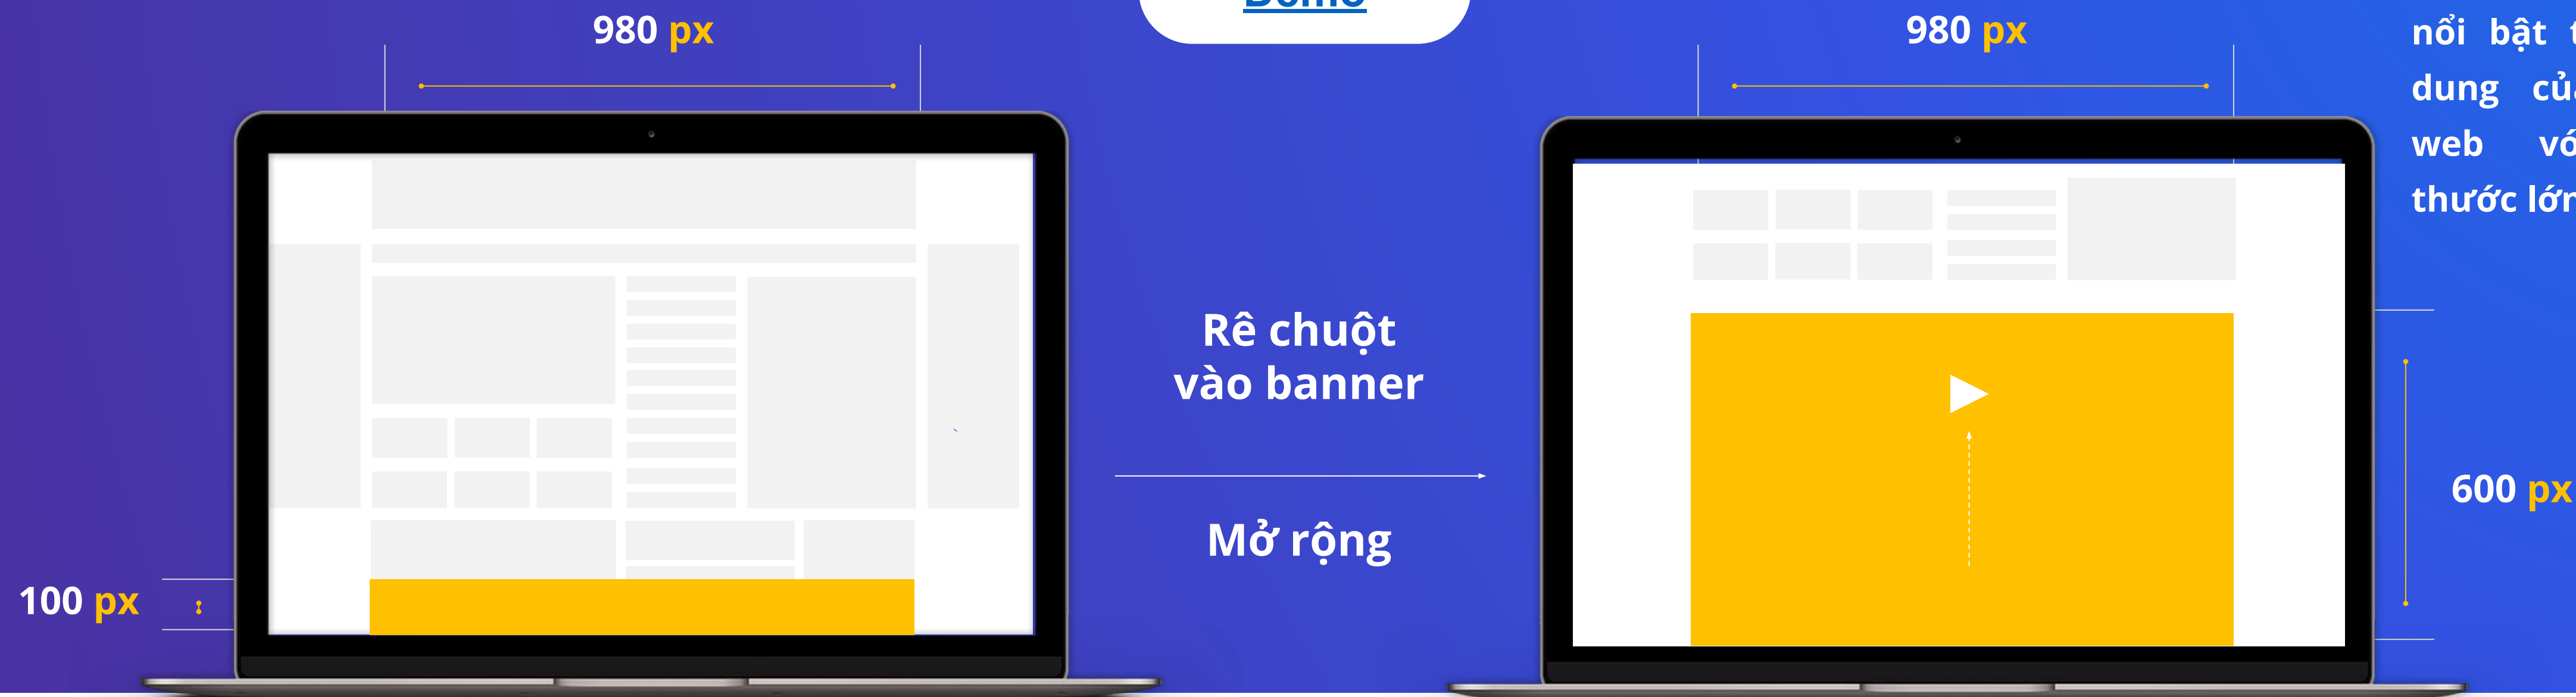 Demo
980 px
980 px
nổi bật
dung
web
thước
Rê chuột
vào banner
Mở rộng
100 px
600 px